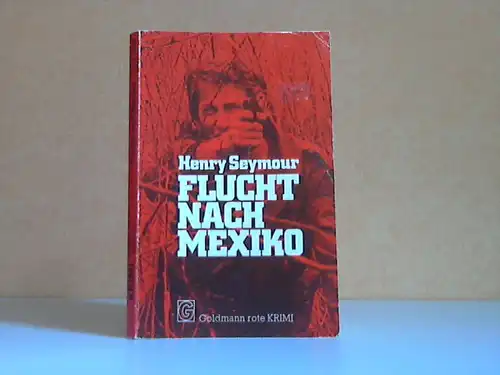 Henry Seymour
FLUCHT
NACH
MEXIKO
G Goldmann rote KRIMI